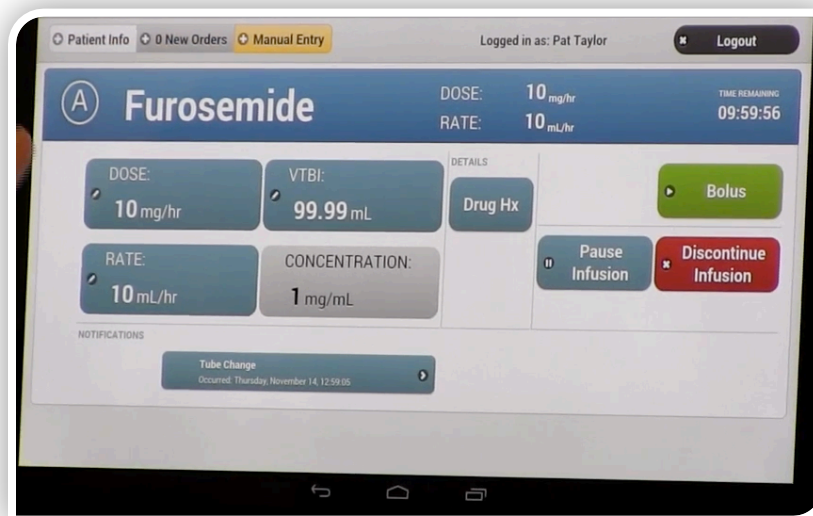 Patient Info 0 New Orders Manual Entry Logged in as: Pat Taylor Logout
A Furosemide
DOSE: 10 mg/hr
RATE: 10 mL/hr
TIME REMAINING
09:59:56
DOSE:
10 mg/hr
VTBI:
99.99 mL
RATE:
10 mL/hr
CONCENTRATION:
1 mg/mL
DETAILS
Drug Hx
Bolus
Pause
Infusion
Discontinue
Infusion
NOTIFICATIONS
Tube Change
Occurred: Thursday, November 14, 12:59:05